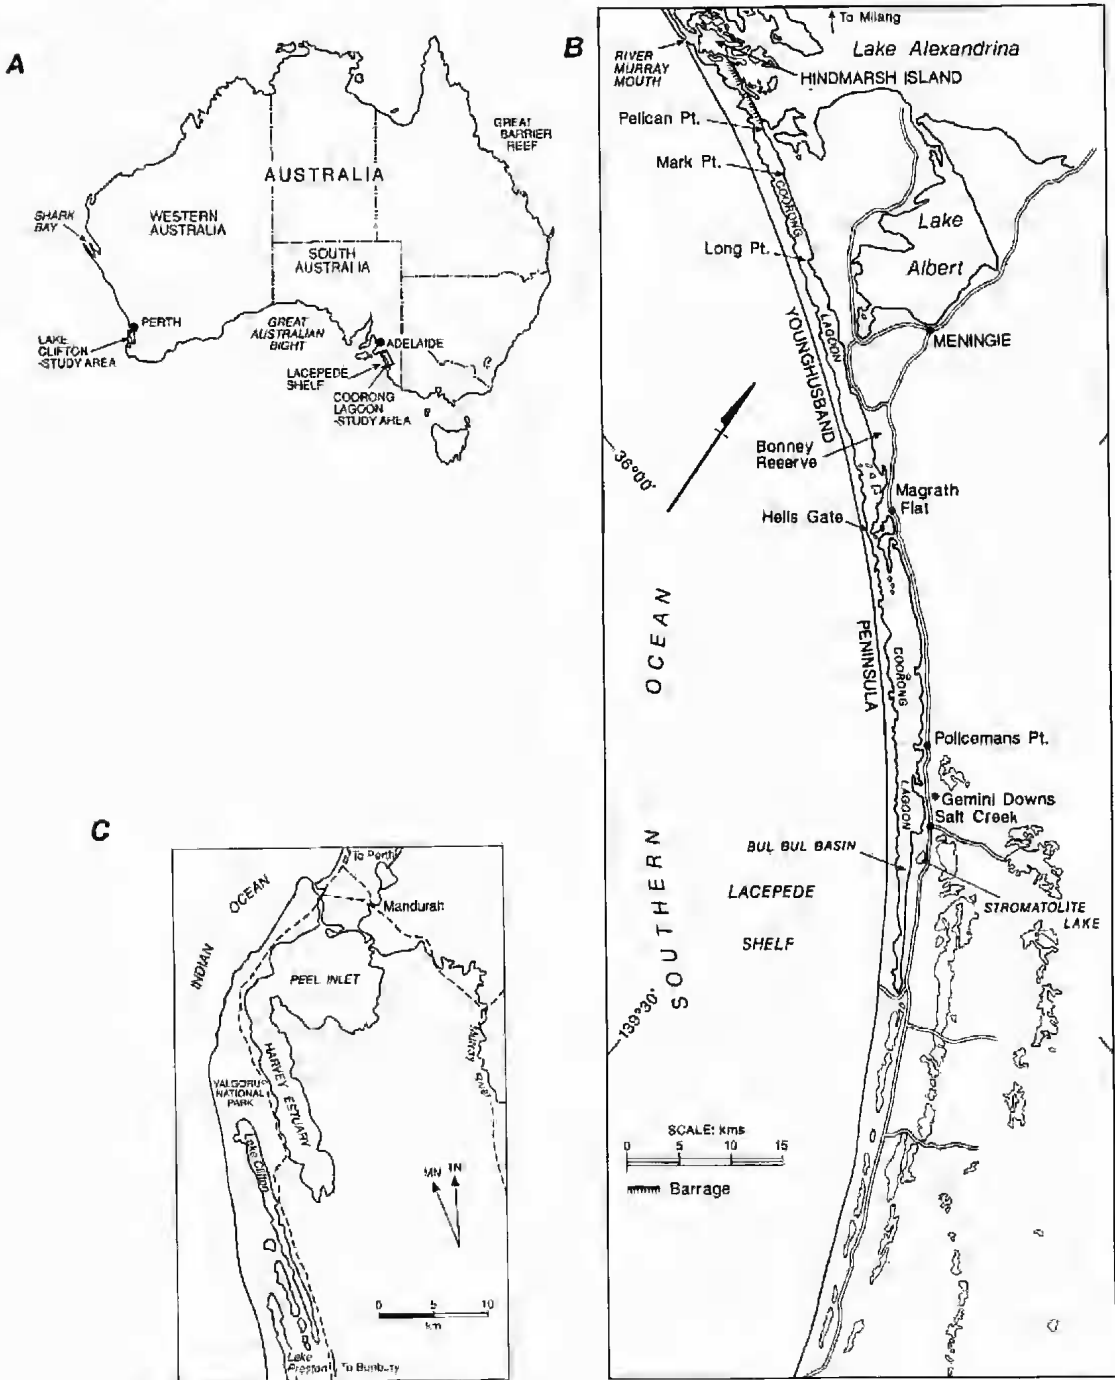 A
GREAT
BARRIER
REEF
AUSTRALIA
WESTERN
AUSTRALIA
SHARK
BAY
SOUTH
AUSTRALIA
PERTH
GREAT
AUSTRALIAN
BIGHT
ADELAIDE
LAKE
CLIFTON
-STUDY AREA
LACEPEDE
SHELF
COORONG
LAGOON
-STUDY AREA
B
To Milang
Lake Alexandrina
RIVER
MURRAY
MOUTH
HINDMARSH ISLAND
Pelican Pt.
Mark Pt.
COORONG
Lake
Albert
Long Pt.
LAGOON
YOUNGHUSBAND
MENINGIE
Bonney
Reserve
36°00'
Magrath
Flat
Hells Gate
SOUTHERN OCEAN
PENINSULA
COORONG
Policemans Pt.
LAGOON
Gemini Downs
Salt Creek
BUL BUL BASIN
LACEPEDE
SHELF
STROMATOLITE
LAKE
139°30'
SCALE: kms
0 5 10 15
Barrage
C
To Perth
INDIAN OCEAN
Mandurah
PEEL INLET
HARVEY ESTUARY
YALGORUP
NATIONAL
PARK
Lake Clifton
MN TN
0 5 10
km
Lake
Preston
To Bunbury